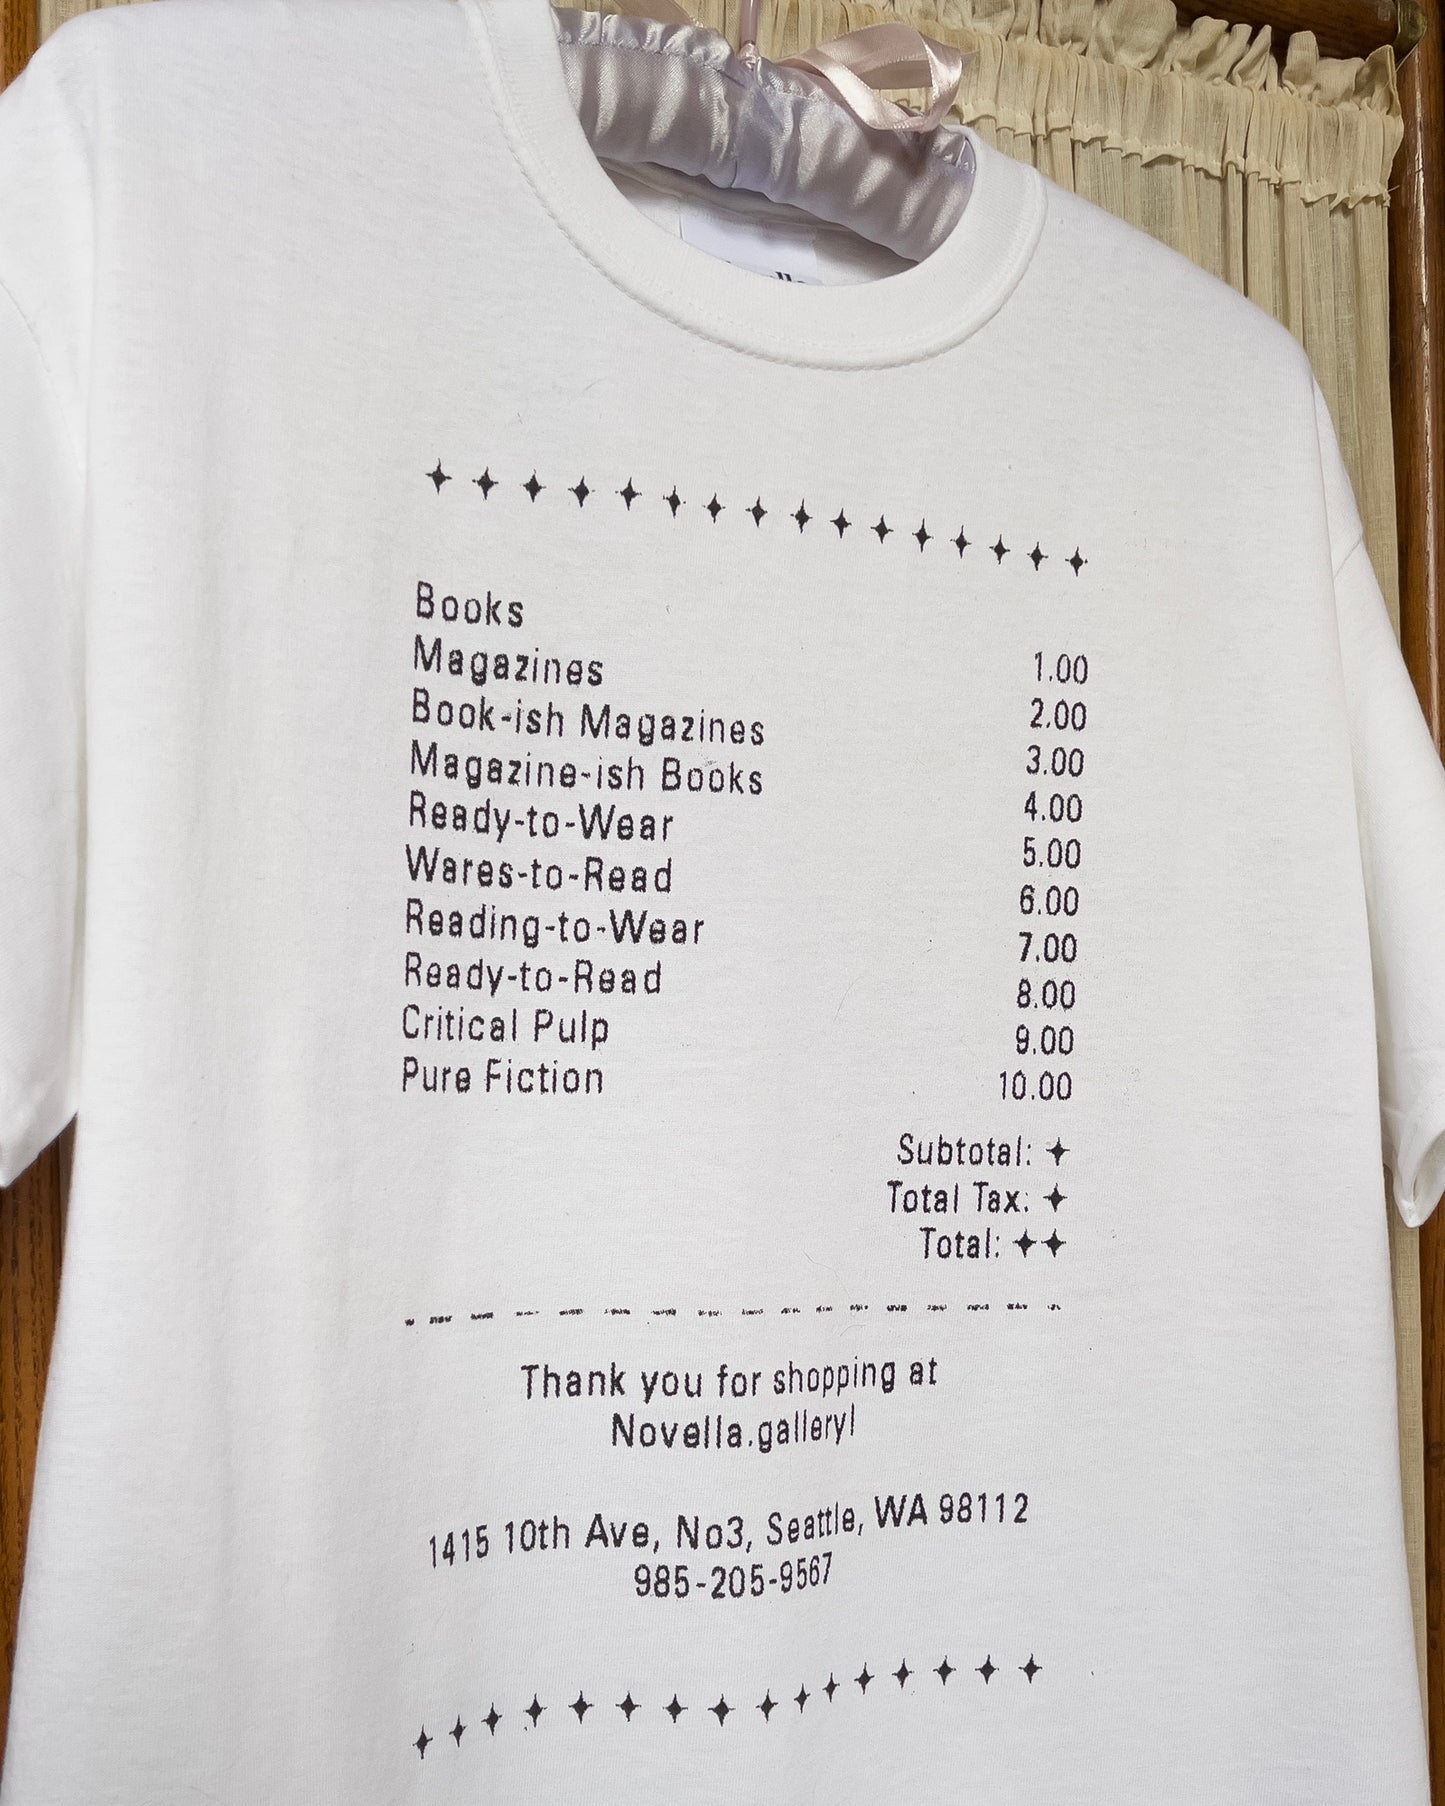 Books 1.00
Magazines 2.00
Book-ish Magazines 3.00
Magazine-ish Books 4.00
Ready-to-Wear 5.00
Wares-to-Read 6.00
Reading-to-Wear 7.00
Ready-to-Read 8.00
Critical Pulp 9.00
Pure Fiction 10.00
Subtotal: ✦
Total Tax: ✦
Total: ✦✦
Thank you for shopping at
Novella.gallery!
1415 10th Ave, No3, Seattle, WA 98112
985-205-9567